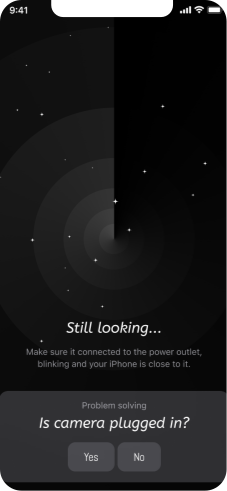 9:41
Still looking...
Make sure it connected to the power outlet,
blinking and your iPhone is close to it.
Problem solving
Is camera plugged in?
Yes
No